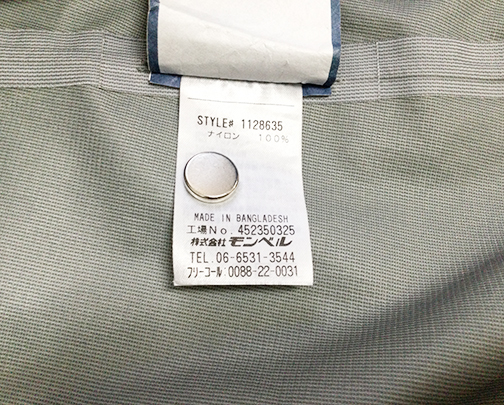 STYLE# 1128635
ナイロン 100%
MADE IN BANGLADESH
工場No. 452350325
株式会社 モンベル
TEL. 06-6531-3544
フリーコール: 0088-22-0031